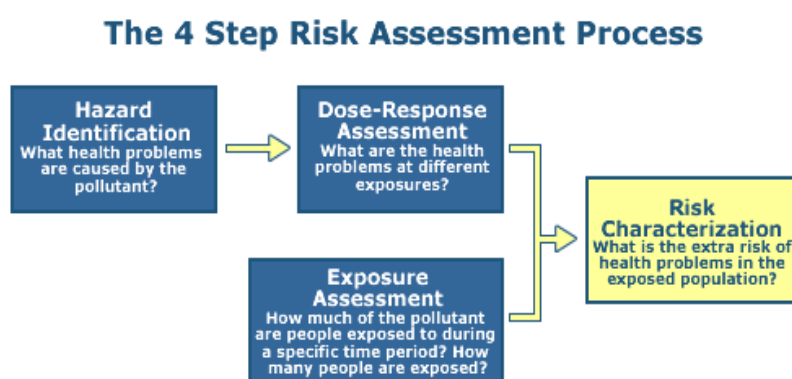 The 4 Step Risk Assessment Process
Hazard
Identification
What health problems
are caused by the
pollutant?
Dose-Response
Assessment
What are the health
problems at different
exposures?
Exposure
Assessment
How much of the pollutant
are people exposed to during
a specific time period? How
many people are exposed?
Risk
Characterization
What is the extra risk of
health problems in the
exposed population?